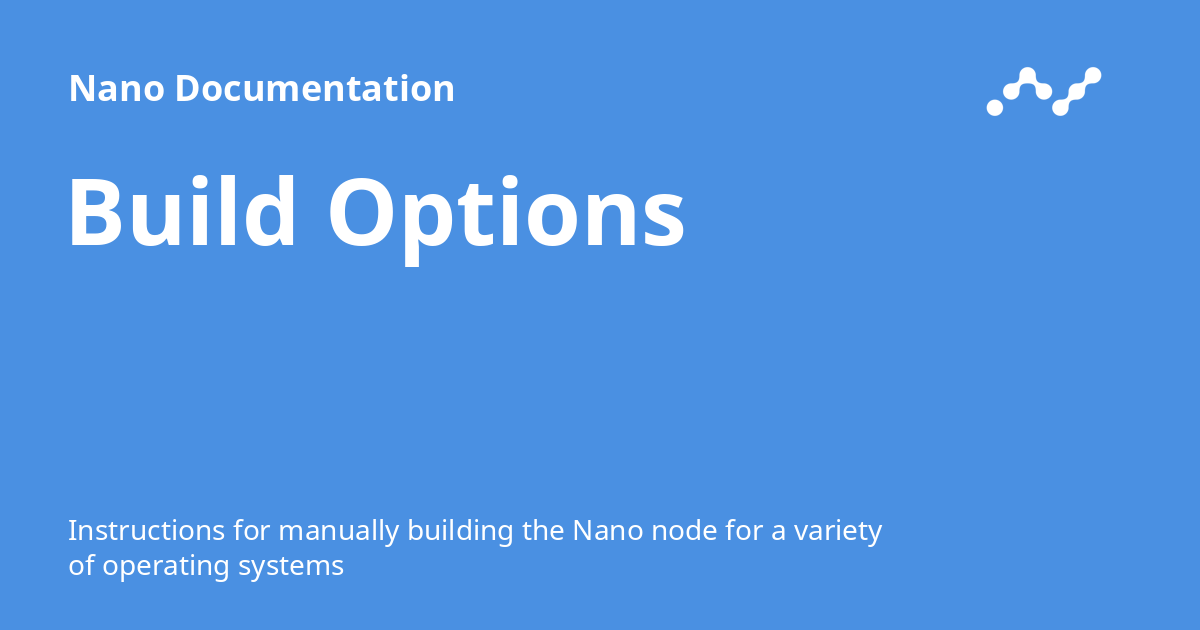 Nano Documentation
Build Options
Instructions for manually building the Nano node for a variety
of operating systems